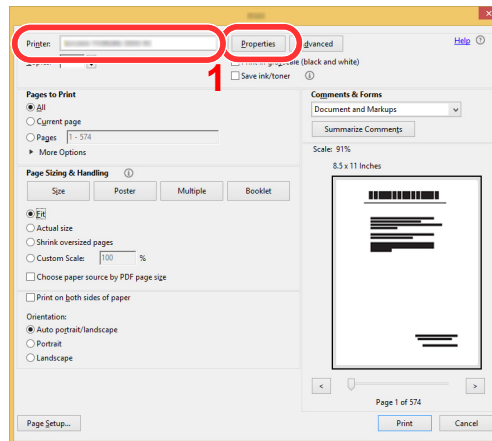 Printer:
Properties
Advanced
Help
1
(black and white)
Save ink/toner
Pages to Print
All
Current page
Pages
1 - 574
More Options
Comments & Forms
Document and Markups
Summarize Comments
Scale: 91%
8.5 x 11 Inches
Page Sizing & Handling
Size
Poster
Multiple
Booklet
Fit
Actual size
Shrink oversized pages
Custom Scale:
100
%
Choose paper source by PDF page size
Print on both sides of paper
Orientation:
Auto portrait/landscape
Portrait
Landscape
<
>
Page 1 of 574
Page Setup...
Print
Cancel